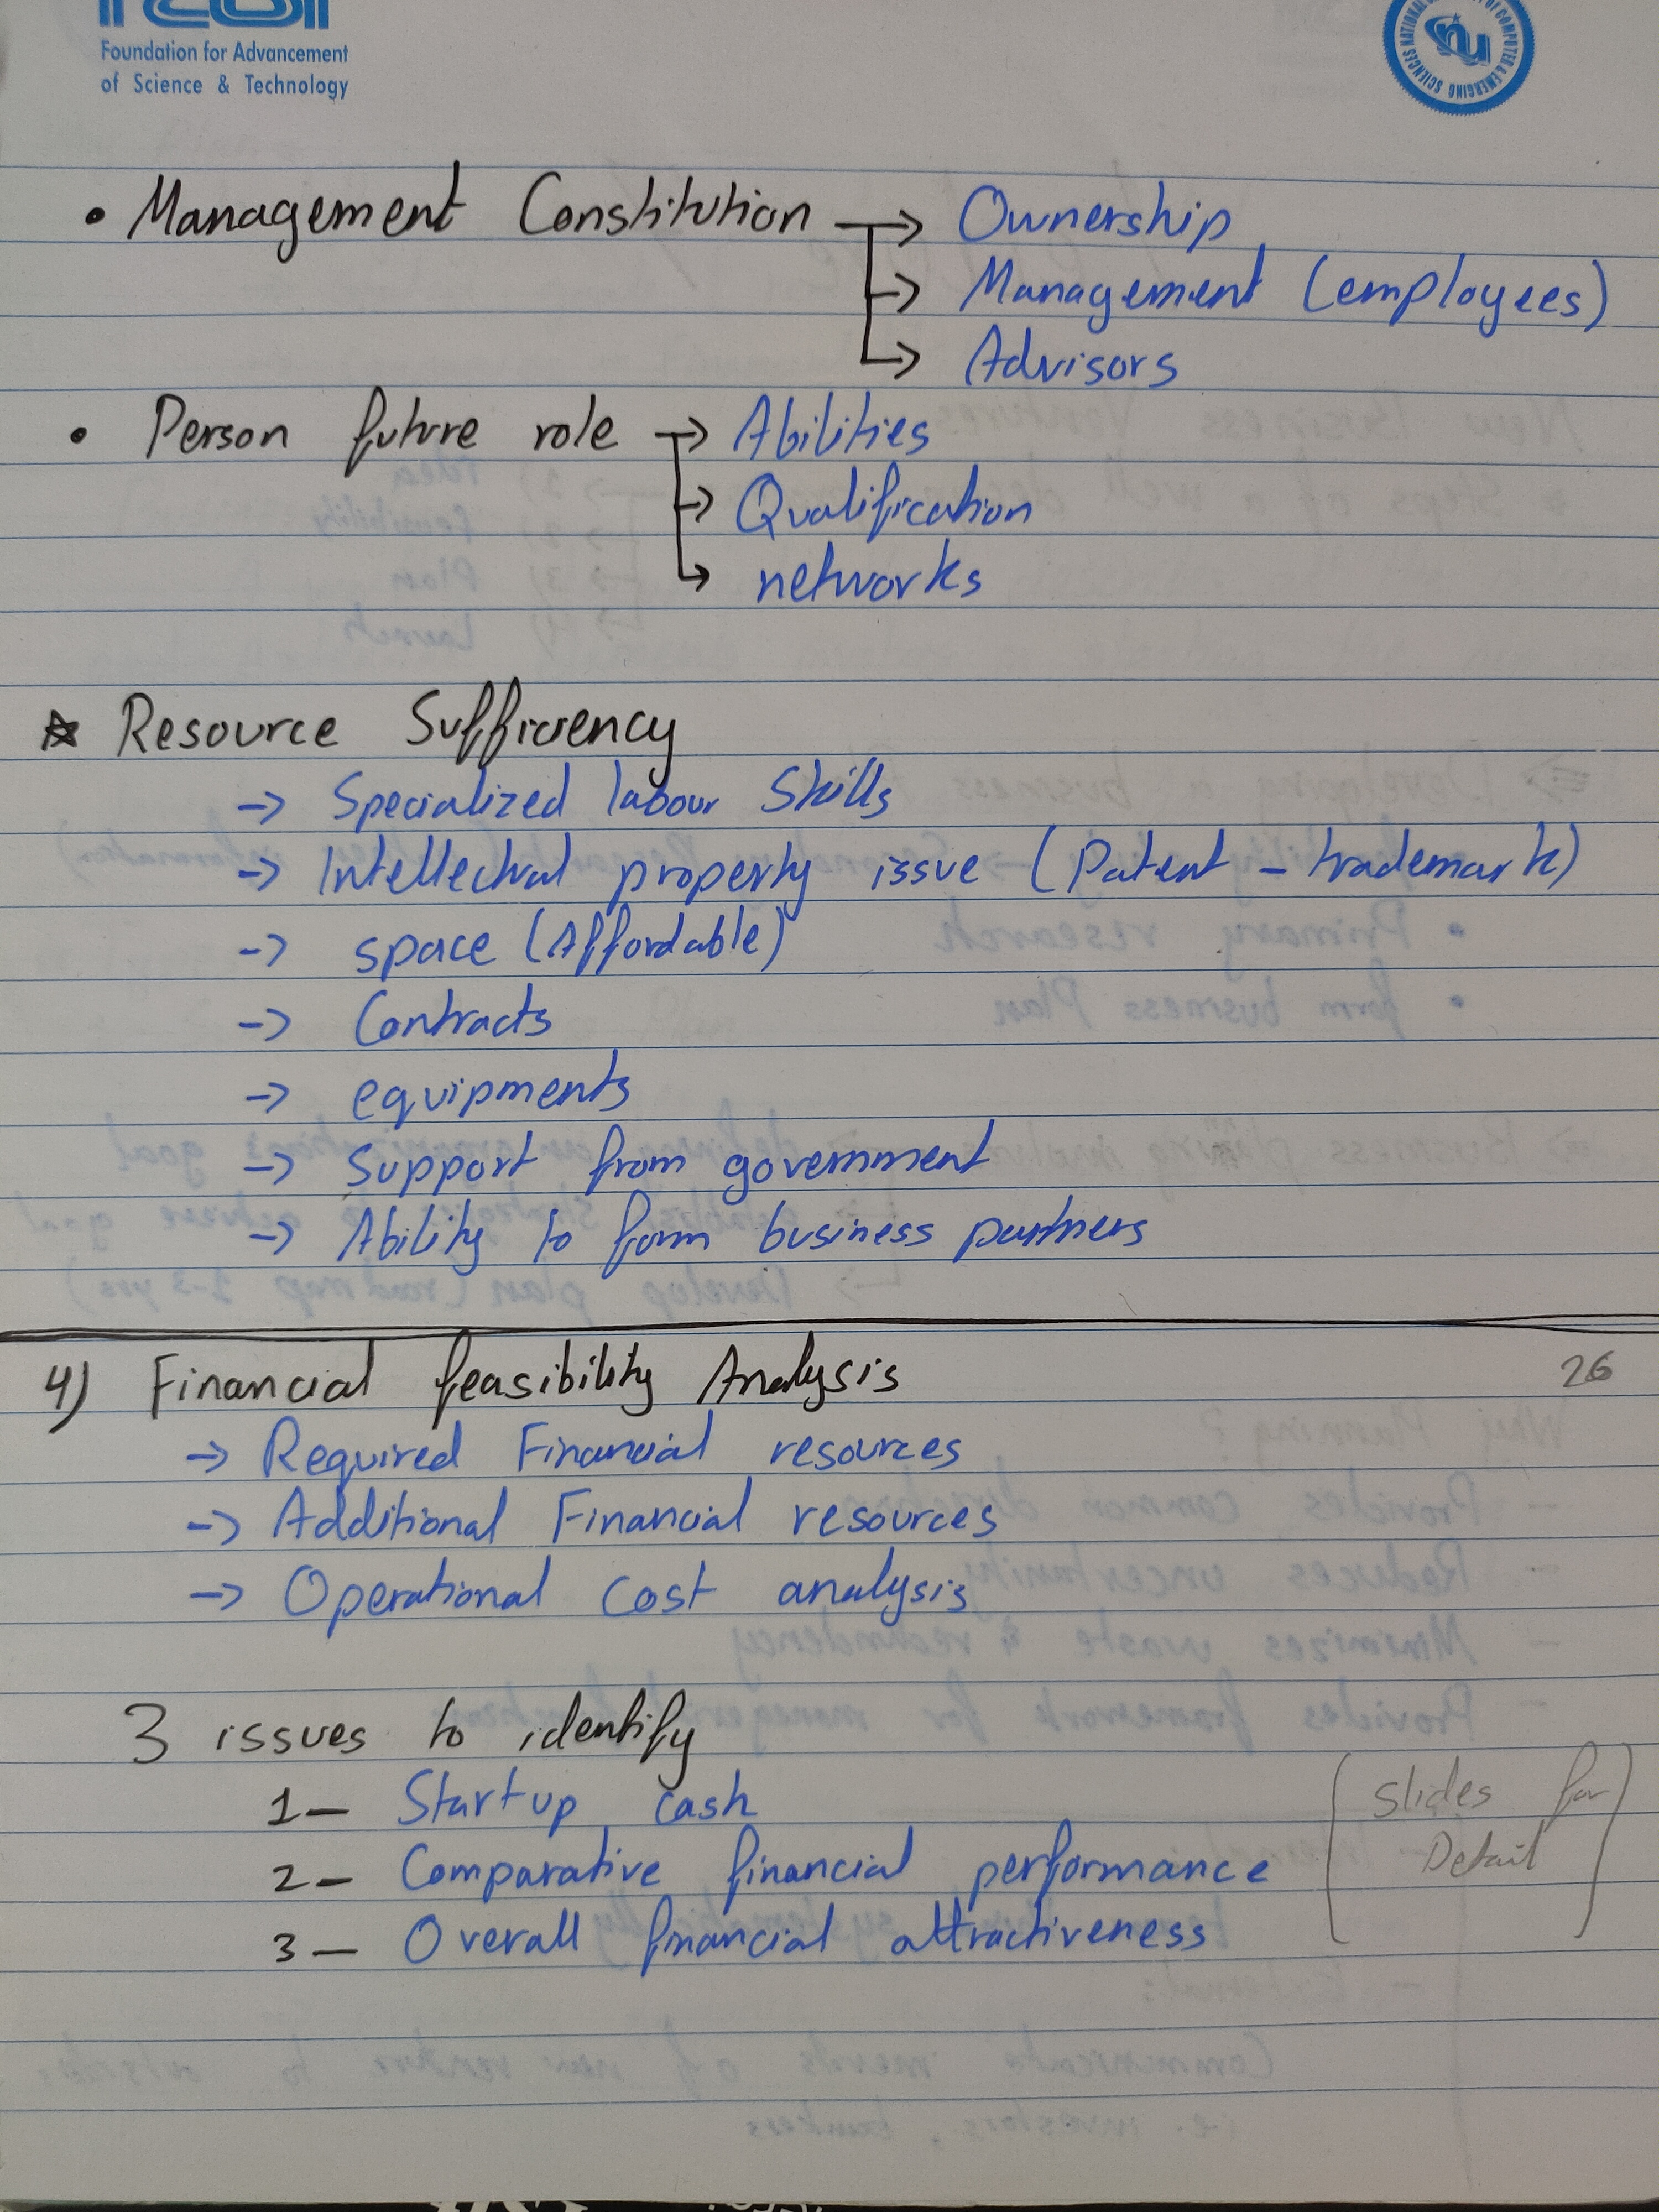 Foundation for Advancement
of Science & Technology
• Management Constitution → Ownership
→ Management (employees)
→ Advisors
• Person future role → Abilities
→ Qualification
→ networks
☆ Resource Sufficiency
→ Specialized labour Skills
→ Intellectual property issue (Patent - trademark)
→ space (Affordable)
→ Contracts
→ equipments
→ Support from government
→ Ability to form business partners
4) Financial feasibility Analysis 26
→ Required Financial resources
→ Additional Financial resources
→ Operational cost analysis
3 issues to identify
1- Startup cash
2- Comparative financial performance
3- Overall financial attractiveness
(Slides for
Detail)